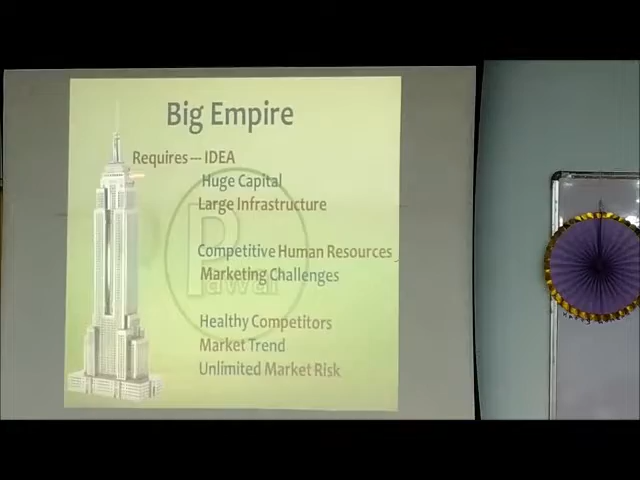 Big Empire
Requires --- IDEA
Huge Capital
Large Infrastructure
Competitive Human Resources
Marketing Challenges
Pawar
Healthy Competitors
Market Trend
Unlimited Market Risk